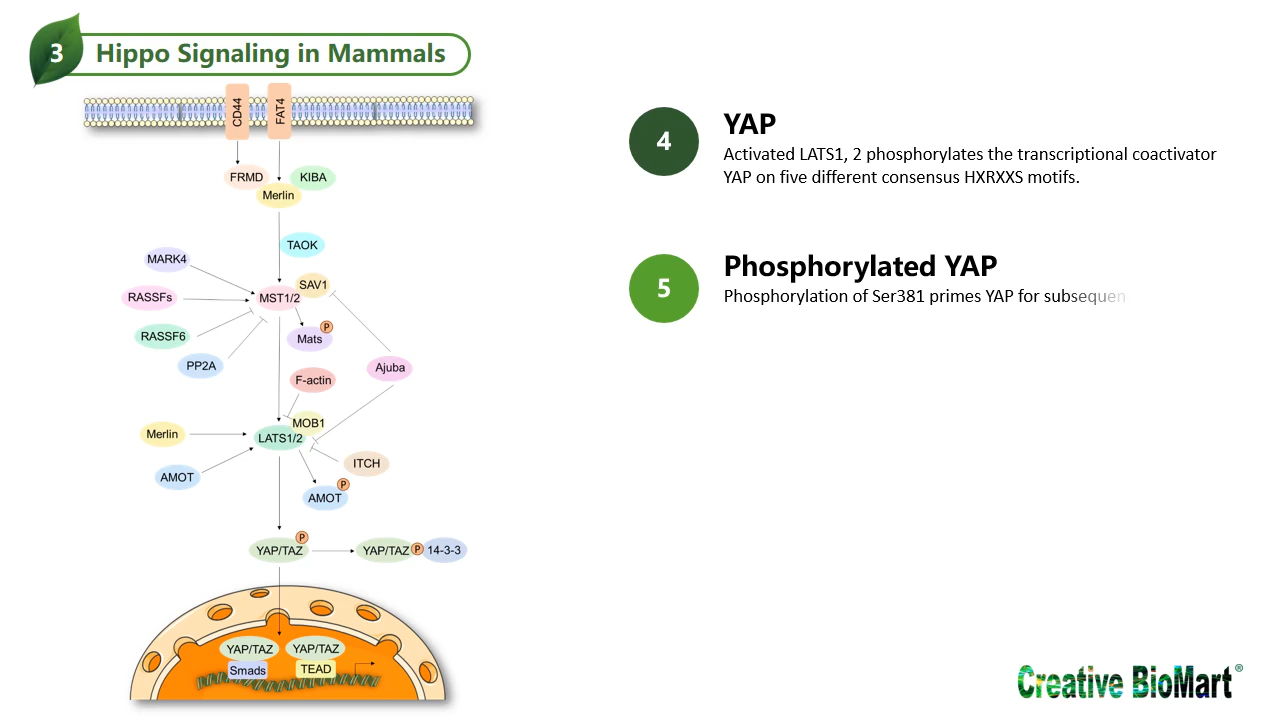 3 Hippo Signaling in Mammals
CD44
FAT4
FRMD
KIBA
Merlin
TAOK
MARK4
SAV1
RASSFs
MST1/2
P
RASSF6
Mats
PP2A
Ajuba
F-actin
MOB1
Merlin
LATS1/2
ITCH
AMOT
P
AMOT
P
YAP/TAZ
YAP/TAZ P 14-3-3
YAP/TAZ YAP/TAZ
Smads TEAD
4
YAP
Activated LATS1, 2 phosphorylates the transcriptional coactivator
YAP on five different consensus HXRXXS motifs.
5
Phosphorylated YAP
Phosphorylation of Ser381 primes YAP for subsequen
Creative BioMart®